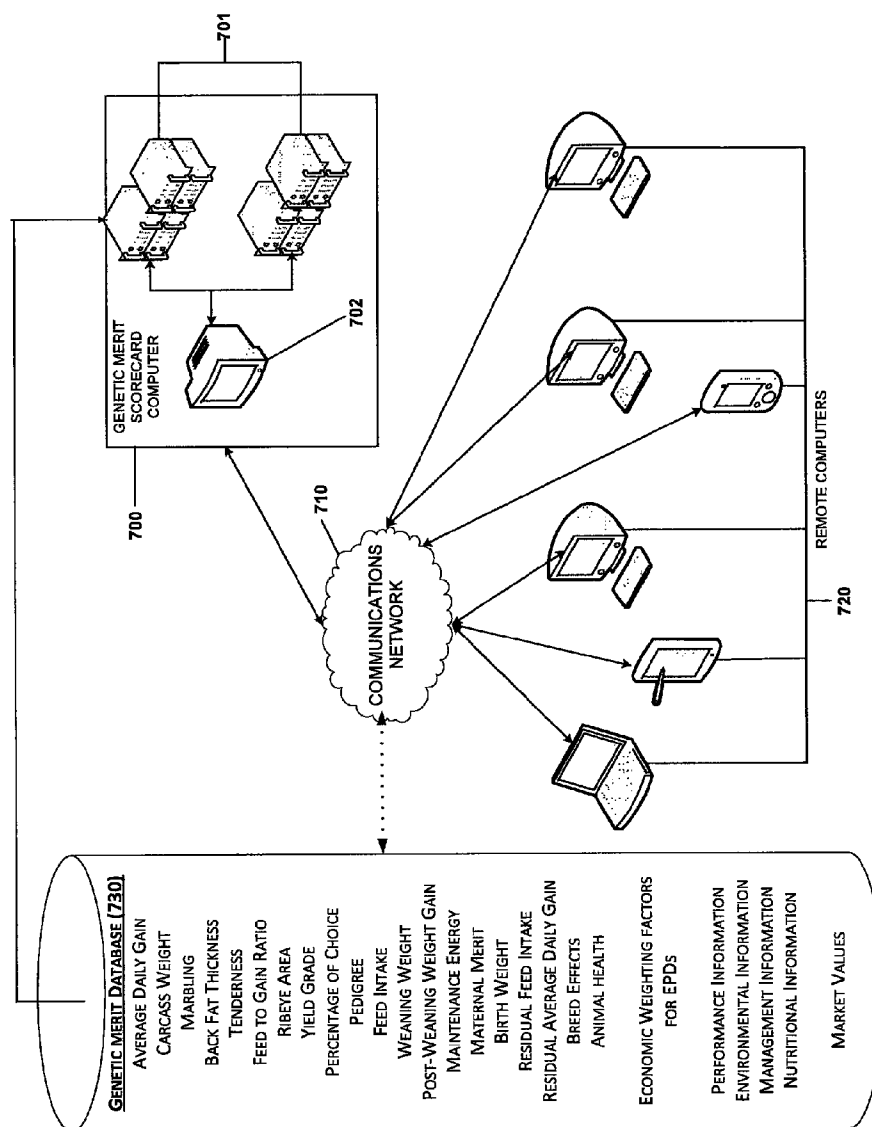 GENETIC MERIT DATABASE (730)
AVERAGE DAILY GAIN
CARCASS WEIGHT
MARBLING
BACK FAT THICKNESS
TENDERNESS
FEED TO GAIN RATIO
RIBEYE AREA
YIELD GRADE
PERCENTAGE OF CHOICE
PEDIGREE
FEED INTAKE
WEANING WEIGHT
POST-WEANING WEIGHT GAIN
MAINTENANCE ENERGY
MATERNAL MERIT
BIRTH WEIGHT
RESIDUAL FEED INTAKE
RESIDUAL AVERAGE DAILY GAIN
BREED EFFECTS
ANIMAL HEALTH
ECONOMIC WEIGHTING FACTORS
FOR EPDS
PERFORMANCE INFORMATION
ENVIRONMENTAL INFORMATION
MANAGEMENT INFORMATION
NUTRITIONAL INFORMATION
MARKET VALUES
710
COMMUNICATIONS
NETWORK
700
GENETIC MERIT
SCORECARD
COMPUTER
702
701
720
REMOTE COMPUTERS